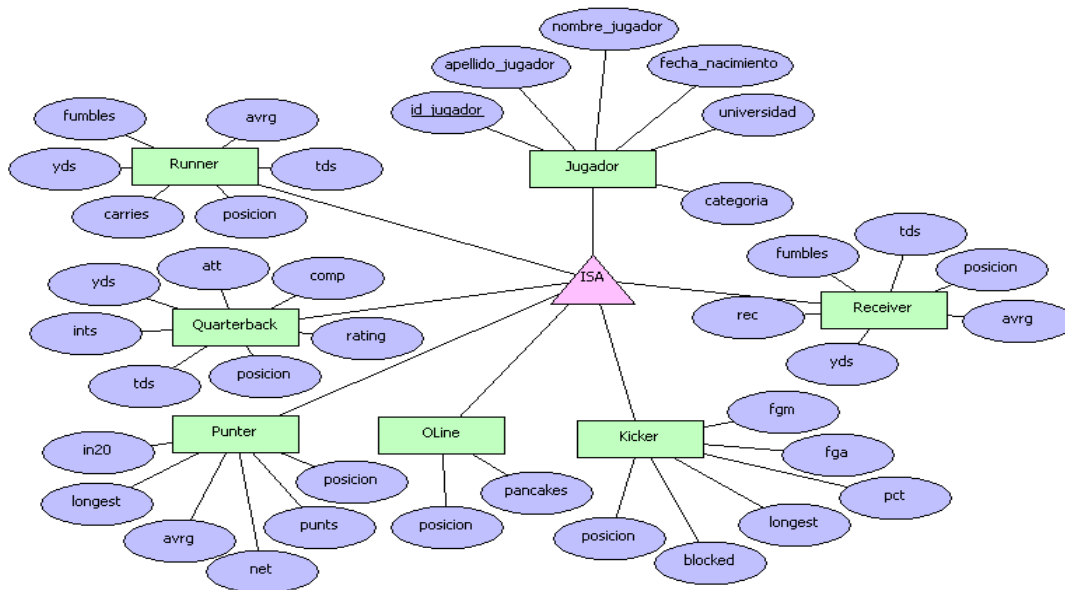 nombre_jugador
apellido_jugador
fecha_nacimiento
id_jugador
universidad
Jugador
categoria
fumbles
avrg
Runner
yds
tds
carries
posicion
ISA
att
yds
comp
ints
Quarterback
rating
tds
posicion
tds
fumbles
posicion
rec
Receiver
avrg
yds
Punter
in20
posicion
longest
punts
avrg
net
OLine
pancakes
posicion
Kicker
fgm
fga
pct
longest
posicion
blocked